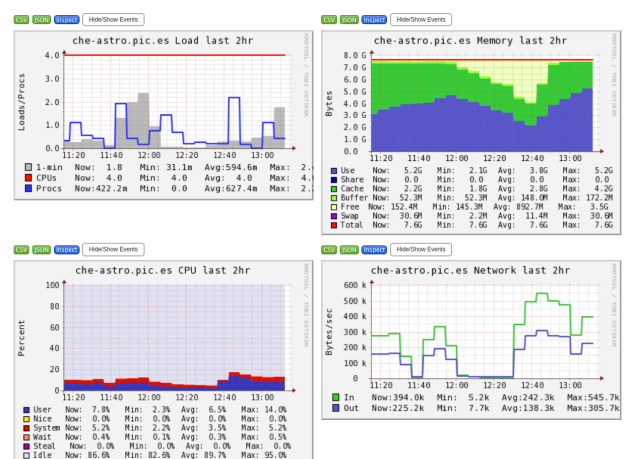 CSV JSON Inspect Hide/Show Events
che-astro.pic.es Load last 2hr
Loads/Procs
4.0
3.0
2.0
1.0
0.0
11:20 11:40 12:00 12:20 12:40 13:00
1-min Now: 1.8 Min: 31.1m Avg:594.6m Max:
CPUs Now: 4.0 Min: 4.0 Avg: 4.0 Max:
Procs Now:422.2m Min: 0.0 Avg:627.4m Max:
CSV JSON Inspect Hide/Show Events
che-astro.pic.es Memory last 2hr
RRDTOOL / TOBI OETIKER
Bytes
8.0 G
7.0 G
6.0 G
5.0 G
4.0 G
3.0 G
2.0 G
1.0 G
0.0
11:20 11:40 12:00 12:20 12:40 13:00
Use Now: 5.2G Min: 2.1G Avg: 3.8G Max: 5.2G
Share Now: 0.0 Min: 0.0 Avg: 0.0 Max: 0.0
Cache Now: 2.2G Min: 1.8G Avg: 2.8G Max: 4.2G
Buffer Now: 52.3M Min: 52.3M Avg: 148.0M Max: 172.2M
Free Now: 152.4M Min: 145.3M Avg: 892.7M Max: 3.5G
Swap Now: 30.6M Min: 2.2M Avg: 11.4M Max: 30.6M
Total Now: 7.6G Min: 7.6G Avg: 7.6G Max: 7.6G
CSV JSON Inspect Hide/Show Events
che-astro.pic.es CPU last 2hr
RRDTOOL / TOBI OETIKER
Percent
100
80
60
40
20
0
11:20 11:40 12:00 12:20 12:40 13:00
User Now: 7.8% Min: 2.3% Avg: 6.5% Max: 14.0%
Nice Now: 0.0% Min: 0.0% Avg: 0.0% Max: 0.0%
System Now: 5.2% Min: 2.2% Avg: 3.5% Max: 5.2%
Wait Now: 0.4% Min: 0.1% Avg: 0.3% Max: 0.5%
Steal Now: 0.0% Min: 0.0% Avg: 0.0% Max: 0.0%
Idle Now: 86.6% Min: 82.6% Avg: 89.7% Max: 95.0%
CSV JSON Inspect Hide/Show Events
che-astro.pic.es Network last 2hr
RRDTOOL / TOBI OETIKER
Bytes/sec
600 k
500 k
400 k
300 k
200 k
100 k
0
11:20 11:40 12:00 12:20 12:40 13:00
In Now:394.0k Min: 5.2k Avg:242.3k Max:545.7k
Out Now:225.2k Min: 7.7k Avg:138.3k Max:305.7k